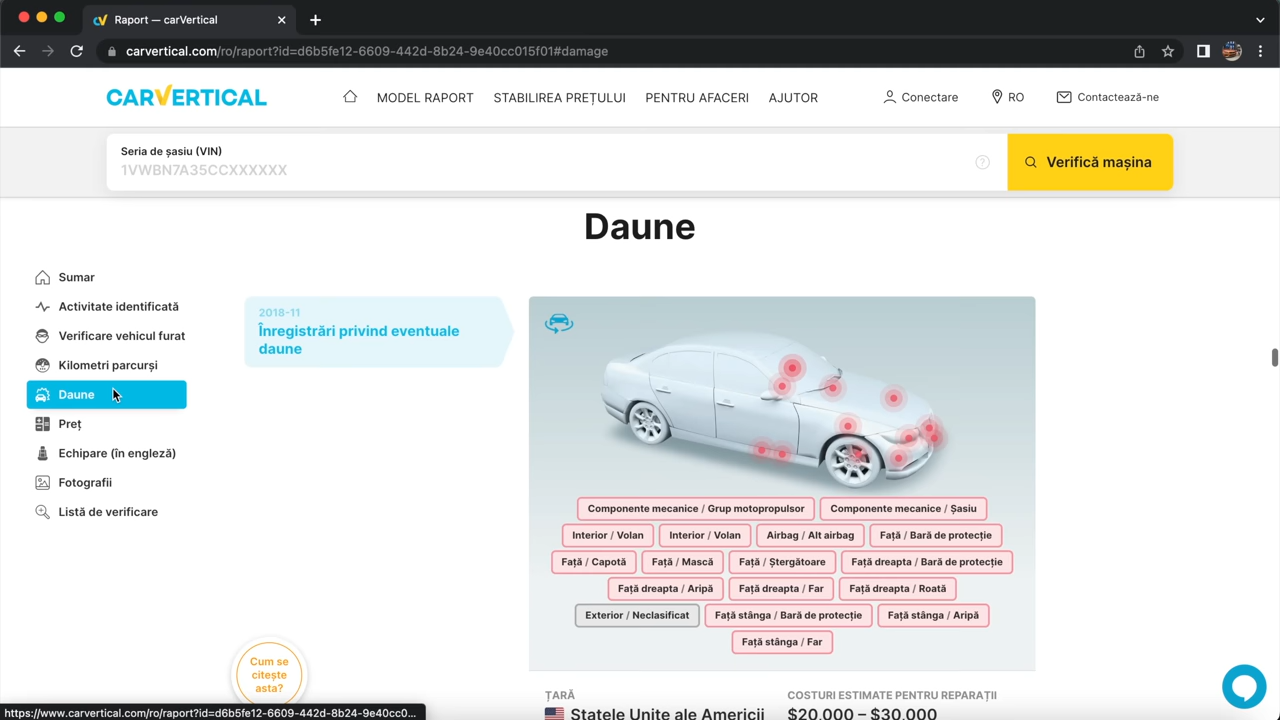 Raport — carVertical
carvertical.com/ro/raport?id=d6b5fe12-6609-442d-8b24-9e40cc015f01#damage
CARVERTICAL
MODEL RAPORT
STABILIREA PREȚULUI
PENTRU AFACERI
AJUTOR
Conectare
RO
Contactează-ne
Seria de șasiu (VIN)
1VWBN7A35CCXXXXXX
Verifică mașina
Daune
Sumar
Activitate identificată
Verificare vehicul furat
Kilometri parcurși
Daune
Preț
Echipare (în engleză)
Fotografii
Listă de verificare
2018-11
Înregistrări privind eventuale
daune
Componente mecanice / Grup motopropulsor
Componente mecanice / Șasiu
Interior / Volan
Interior / Volan
Airbag / Alt airbag
Față / Bară de protecție
Față / Capotă
Față / Mască
Față / Ștergătoare
Față dreapta / Bară de protecție
Față dreapta / Aripă
Față dreapta / Far
Față dreapta / Roată
Exterior / Neclasificat
Față stânga / Bară de protecție
Față stânga / Aripă
Față stânga / Far
Cum se
citește
asta?
ȚARĂ
Statele Unite ale Americii
COSTURI ESTIMATE PENTRU REPARAȚII
$20,000 – $30,000
https://www.carvertical.com/ro/raport?id=d6b5fe12-6609-442d-8b24-9e40cc0...